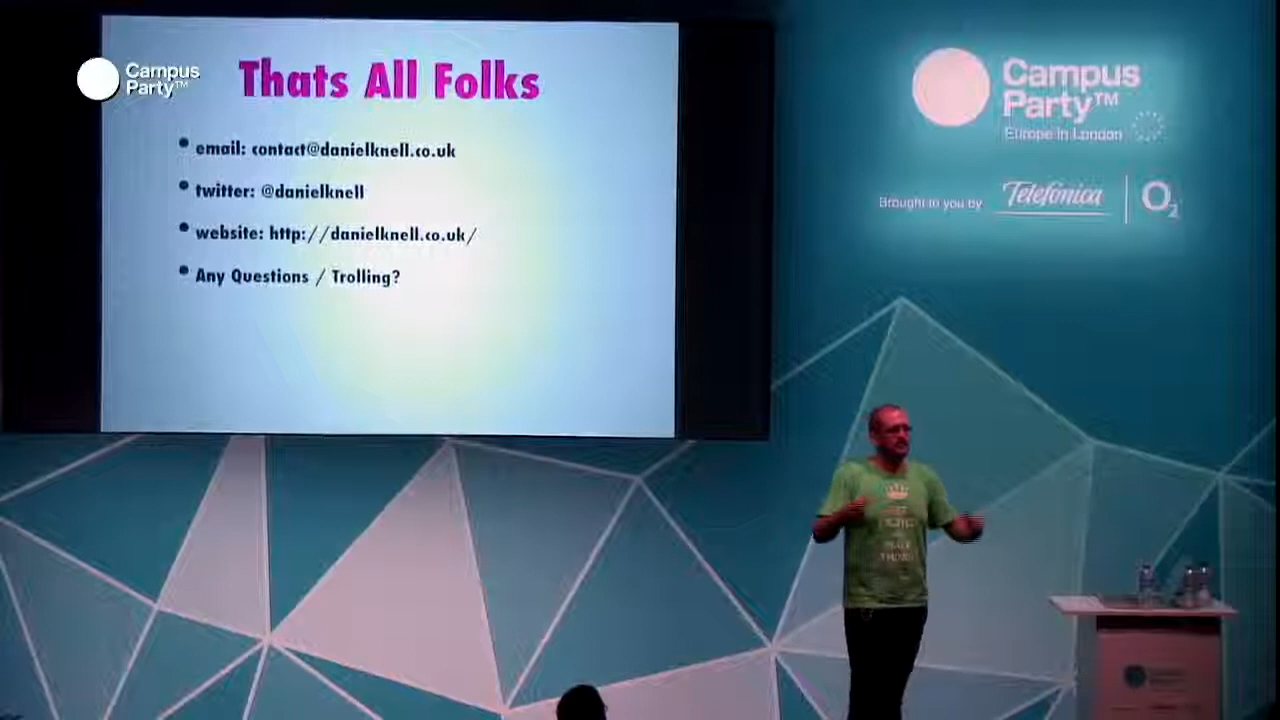 Campus
Party™
Thats All Folks
email: contact@danielknell.co.uk
twitter: @danielknell
website: http://danielknell.co.uk/
Any Questions / Trolling?
Campus
Party™
Europe in London
Brought to you by
Telefónica
O2